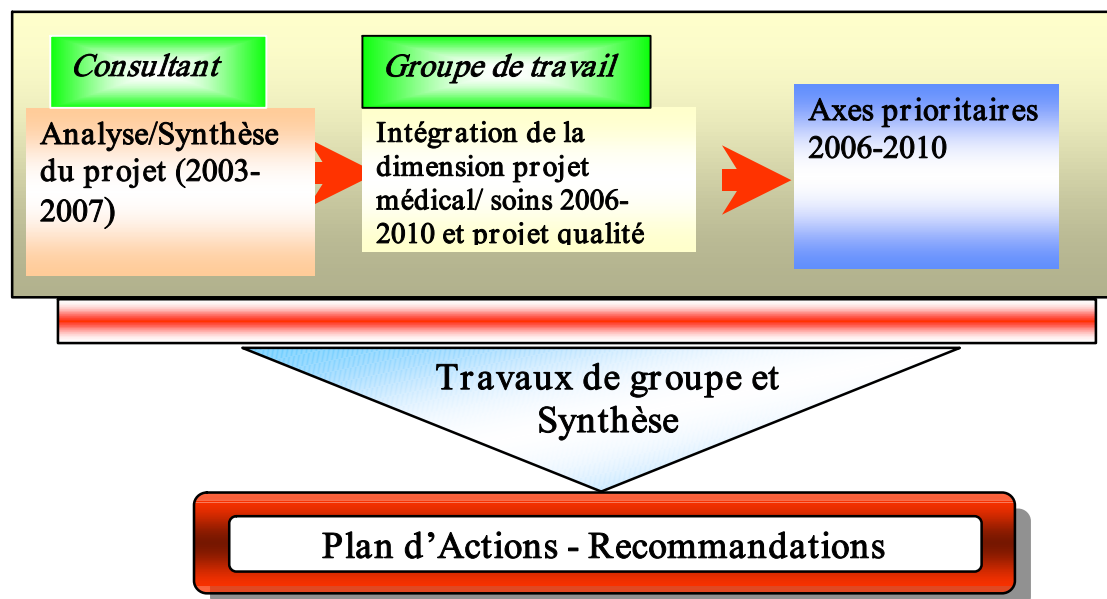 Consultant
Analyse/Synthèse
du projet (2003-
2007)
Groupe de travail
Intégration de la
dimension projet
médical/ soins 2006-
2010 et projet qualité
Axes prioritaires
2006-2010
Travaux de groupe et
Synthèse
Plan d’Actions - Recommandations